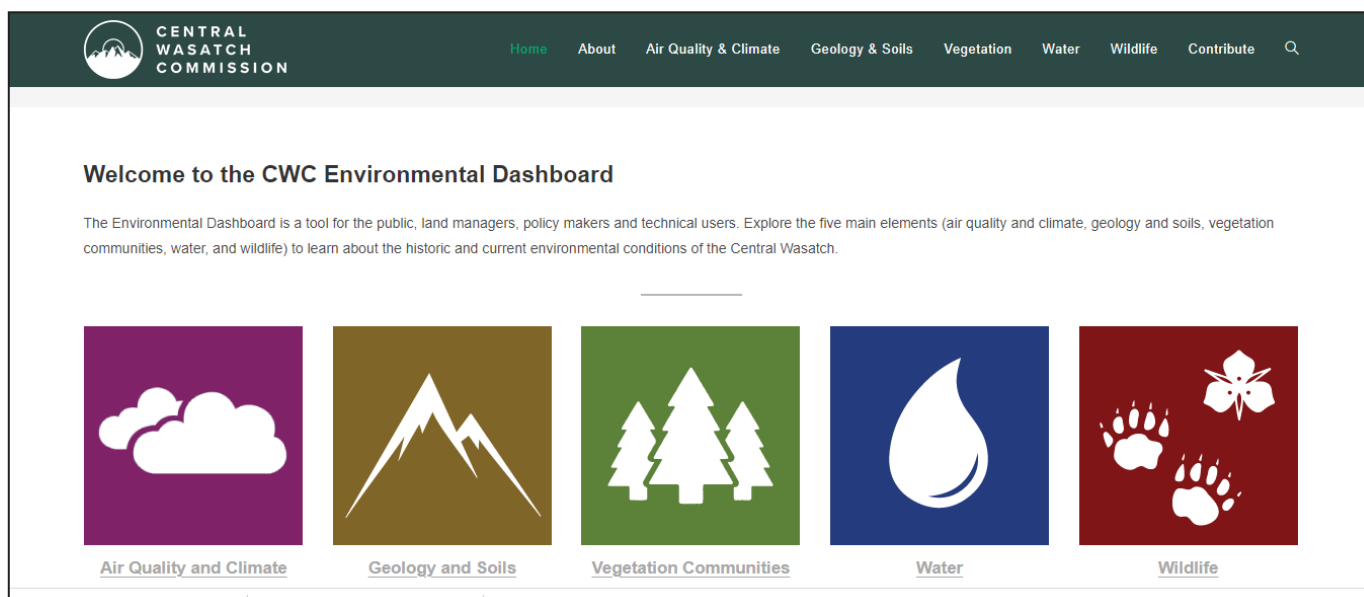 CENTRAL
WASATCH
COMMISSION
Home About Air Quality & Climate Geology & Soils Vegetation Water Wildlife Contribute
Welcome to the CWC Environmental Dashboard
The Environmental Dashboard is a tool for the public, land managers, policy makers and technical users. Explore the five main elements (air quality and climate, geology and soils, vegetation
communities, water, and wildlife) to learn about the historic and current environmental conditions of the Central Wasatch.
Air Quality and Climate Geology and Soils Vegetation Communities Water Wildlife